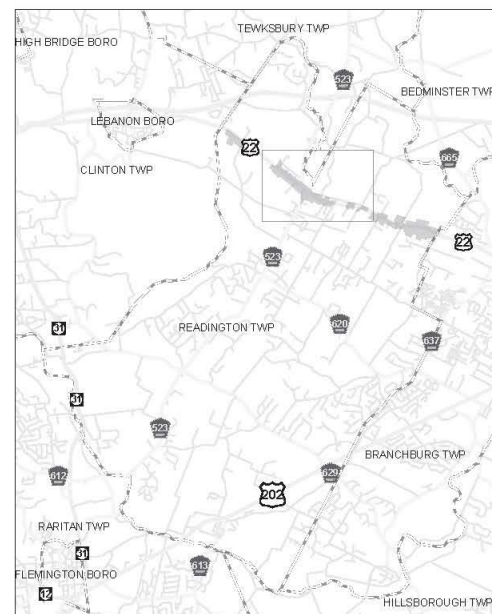 TEWKSBURY TWP
HIGH BRIDGE BORO
523
BEDMINSTER TWP
LEBANON BORO
22
665
CLINTON TWP
22
523
31
READINGTON TWP
620
637
31
523
BRANCHBURG TWP
612
629
202
RARITAN TWP
31
613
FLEMINGTON BORO
12
HILLSBOROUGH TWP